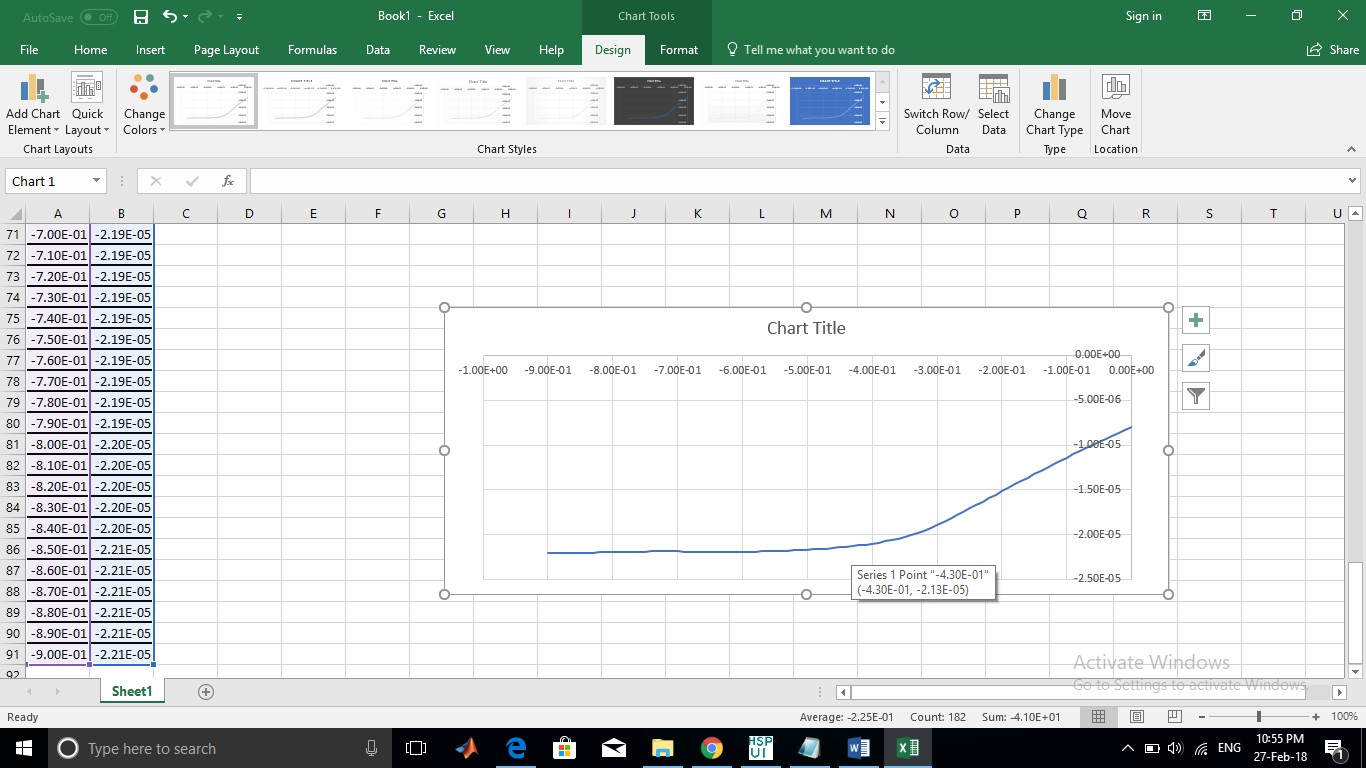 AutoSave Off Book1 - Excel Chart Tools Sign in
File Home Insert Page Layout Formulas Data Review View Help Design Format Tell me what you want to do Share
Add Chart Element Quick Layout Change Colors Switch Row/ Column Select Data Change Chart Type Move Chart
Chart Layouts Chart Styles Data Type Location
Chart 1 fx
A B C D E F G H I J K L M N O P Q R S T U
71 -7.00E-01 -2.19E-05
72 -7.10E-01 -2.19E-05
73 -7.20E-01 -2.19E-05
74 -7.30E-01 -2.19E-05
75 -7.40E-01 -2.19E-05
76 -7.50E-01 -2.19E-05
77 -7.60E-01 -2.19E-05
78 -7.70E-01 -2.19E-05
79 -7.80E-01 -2.19E-05
80 -7.90E-01 -2.19E-05
81 -8.00E-01 -2.20E-05
82 -8.10E-01 -2.20E-05
83 -8.20E-01 -2.20E-05
84 -8.30E-01 -2.20E-05
85 -8.40E-01 -2.20E-05
86 -8.50E-01 -2.21E-05
87 -8.60E-01 -2.21E-05
88 -8.70E-01 -2.21E-05
89 -8.80E-01 -2.21E-05
90 -8.90E-01 -2.21E-05
91 -9.00E-01 -2.21E-05
92
Chart Title
0.00E+00
-1.00E+00 -9.00E-01 -8.00E-01 -7.00E-01 -6.00E-01 -5.00E-01 -4.00E-01 -3.00E-01 -2.00E-01 -1.00E-01 0.00E+00
-5.00E-06
-1.00E-05
-1.50E-05
-2.00E-05
-2.50E-05
Series 1 Point "-4.30E-01"
(-4.30E-01, -2.13E-05)
Activate Windows
Go to Settings to activate Windows.
Sheet1
Ready Average: -2.25E-01 Count: 182 Sum: -4.10E+01 100%
Type here to search HSP UI ENG 10:55 PM
27-Feb-18 1